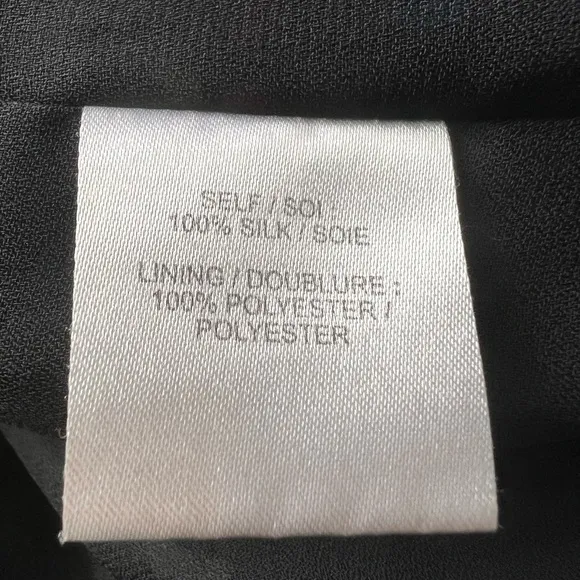 SELF / SOI :
100% SILK / SOIE
LINING / DOUBLURE :
100% POLYESTER /
POLYESTER